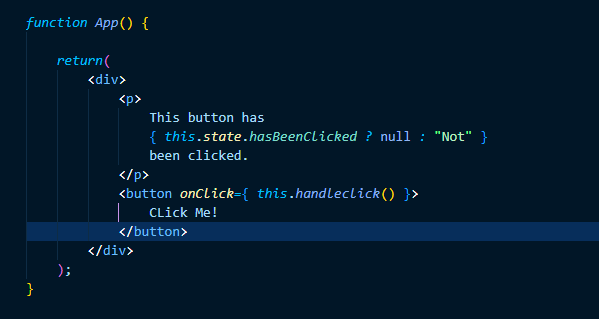 function App() {
return(
<div>
<p>
This button has
{ this.state.hasBeenClicked ? null : "Not" }
been clicked.
</p>
<button onClick={ this.handleclick() }>
CLick Me!
</button>
</div>
);
}